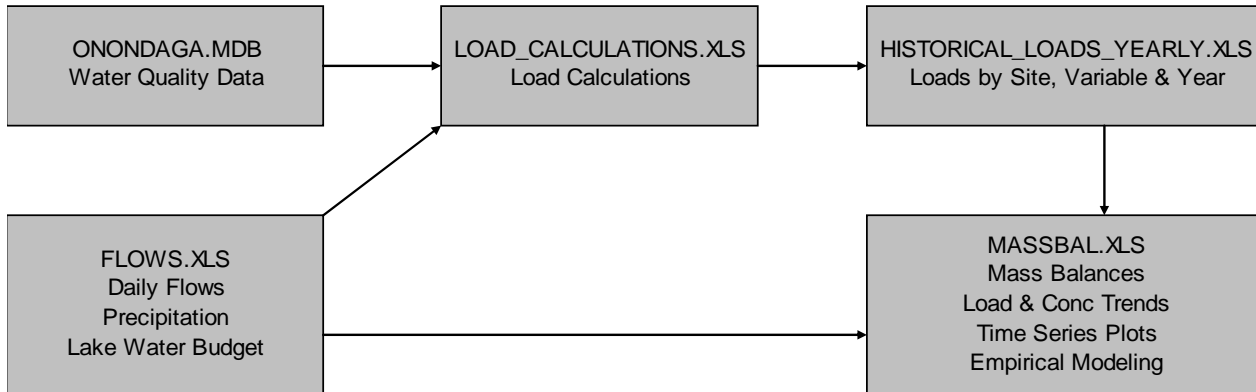 ONONDAGA.MDB
Water Quality Data
LOAD_CALCULATIONS.XLS
Load Calculations
HISTORICAL_LOADS_YEARLY.XLS
Loads by Site, Variable & Year
FLOWS.XLS
Daily Flows
Precipitation
Lake Water Budget
MASSBAL.XLS
Mass Balances
Load & Conc Trends
Time Series Plots
Empirical Modeling